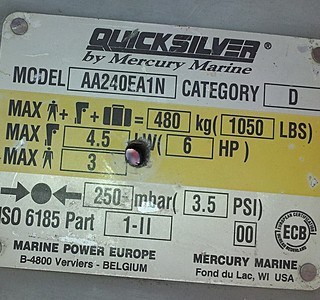 QUICKSILVER®
by Mercury Marine
MODEL AA240EA1N CATEGORY D
MAX + + = 480 kg( 1050 LBS)
MAX 4.5 kW( 6 HP )
MAX 3
250 mbar( 3.5 PSI)
ISO 6185 Part 1-II 00
MARINE POWER EUROPE
B-4800 Verviers - BELGIUM
MERCURY MARINE
Fond du Lac, WI USA
ECB